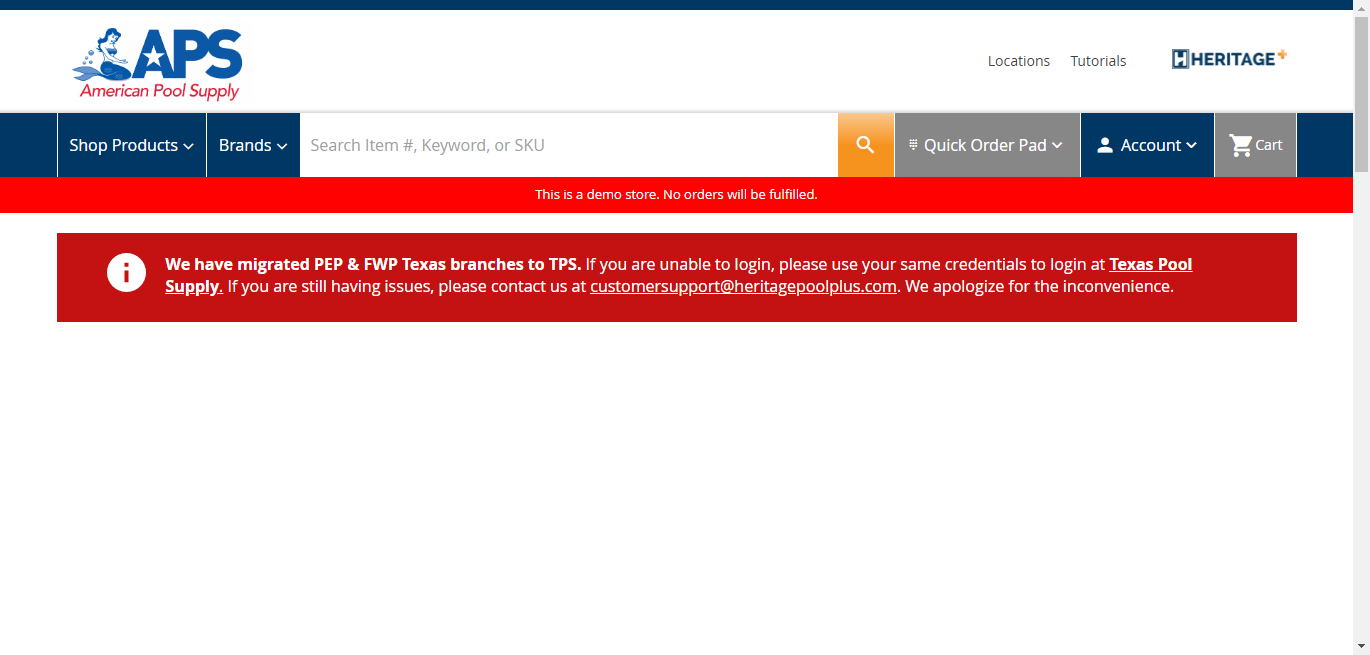 APS
American Pool Supply
Locations
Tutorials
HERITAGE+
Shop Products
Brands
Search Item #, Keyword, or SKU
Quick Order Pad
Account
Cart
This is a demo store. No orders will be fulfilled.
We have migrated PEP & FWP Texas branches to TPS. If you are unable to login, please use your same credentials to login at Texas Pool
Supply. If you are still having issues, please contact us at customersupport@heritagepoolplus.com. We apologize for the inconvenience.